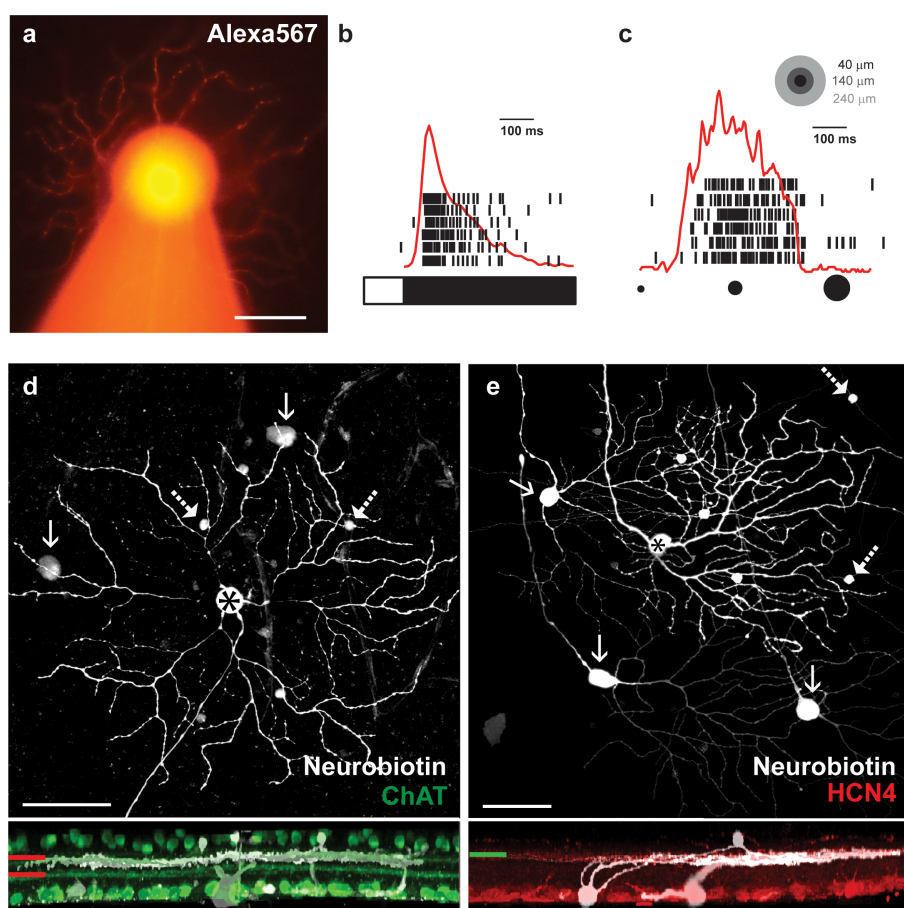 a Alexa567
b
100 ms
c
40 µm
140 µm
240 µm
100 ms
d
Neurobiotin
ChAT
e
Neurobiotin
HCN4